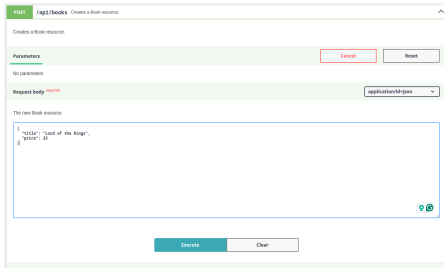 POST /api/books Creates a Book resource.
Creates a Book resource.
Parameters Cancel Reset
No parameters
Request body required application/ld+json
The new Book resource
{
"title": "Lord of the Rings",
"price": 25
}
Execute Clear